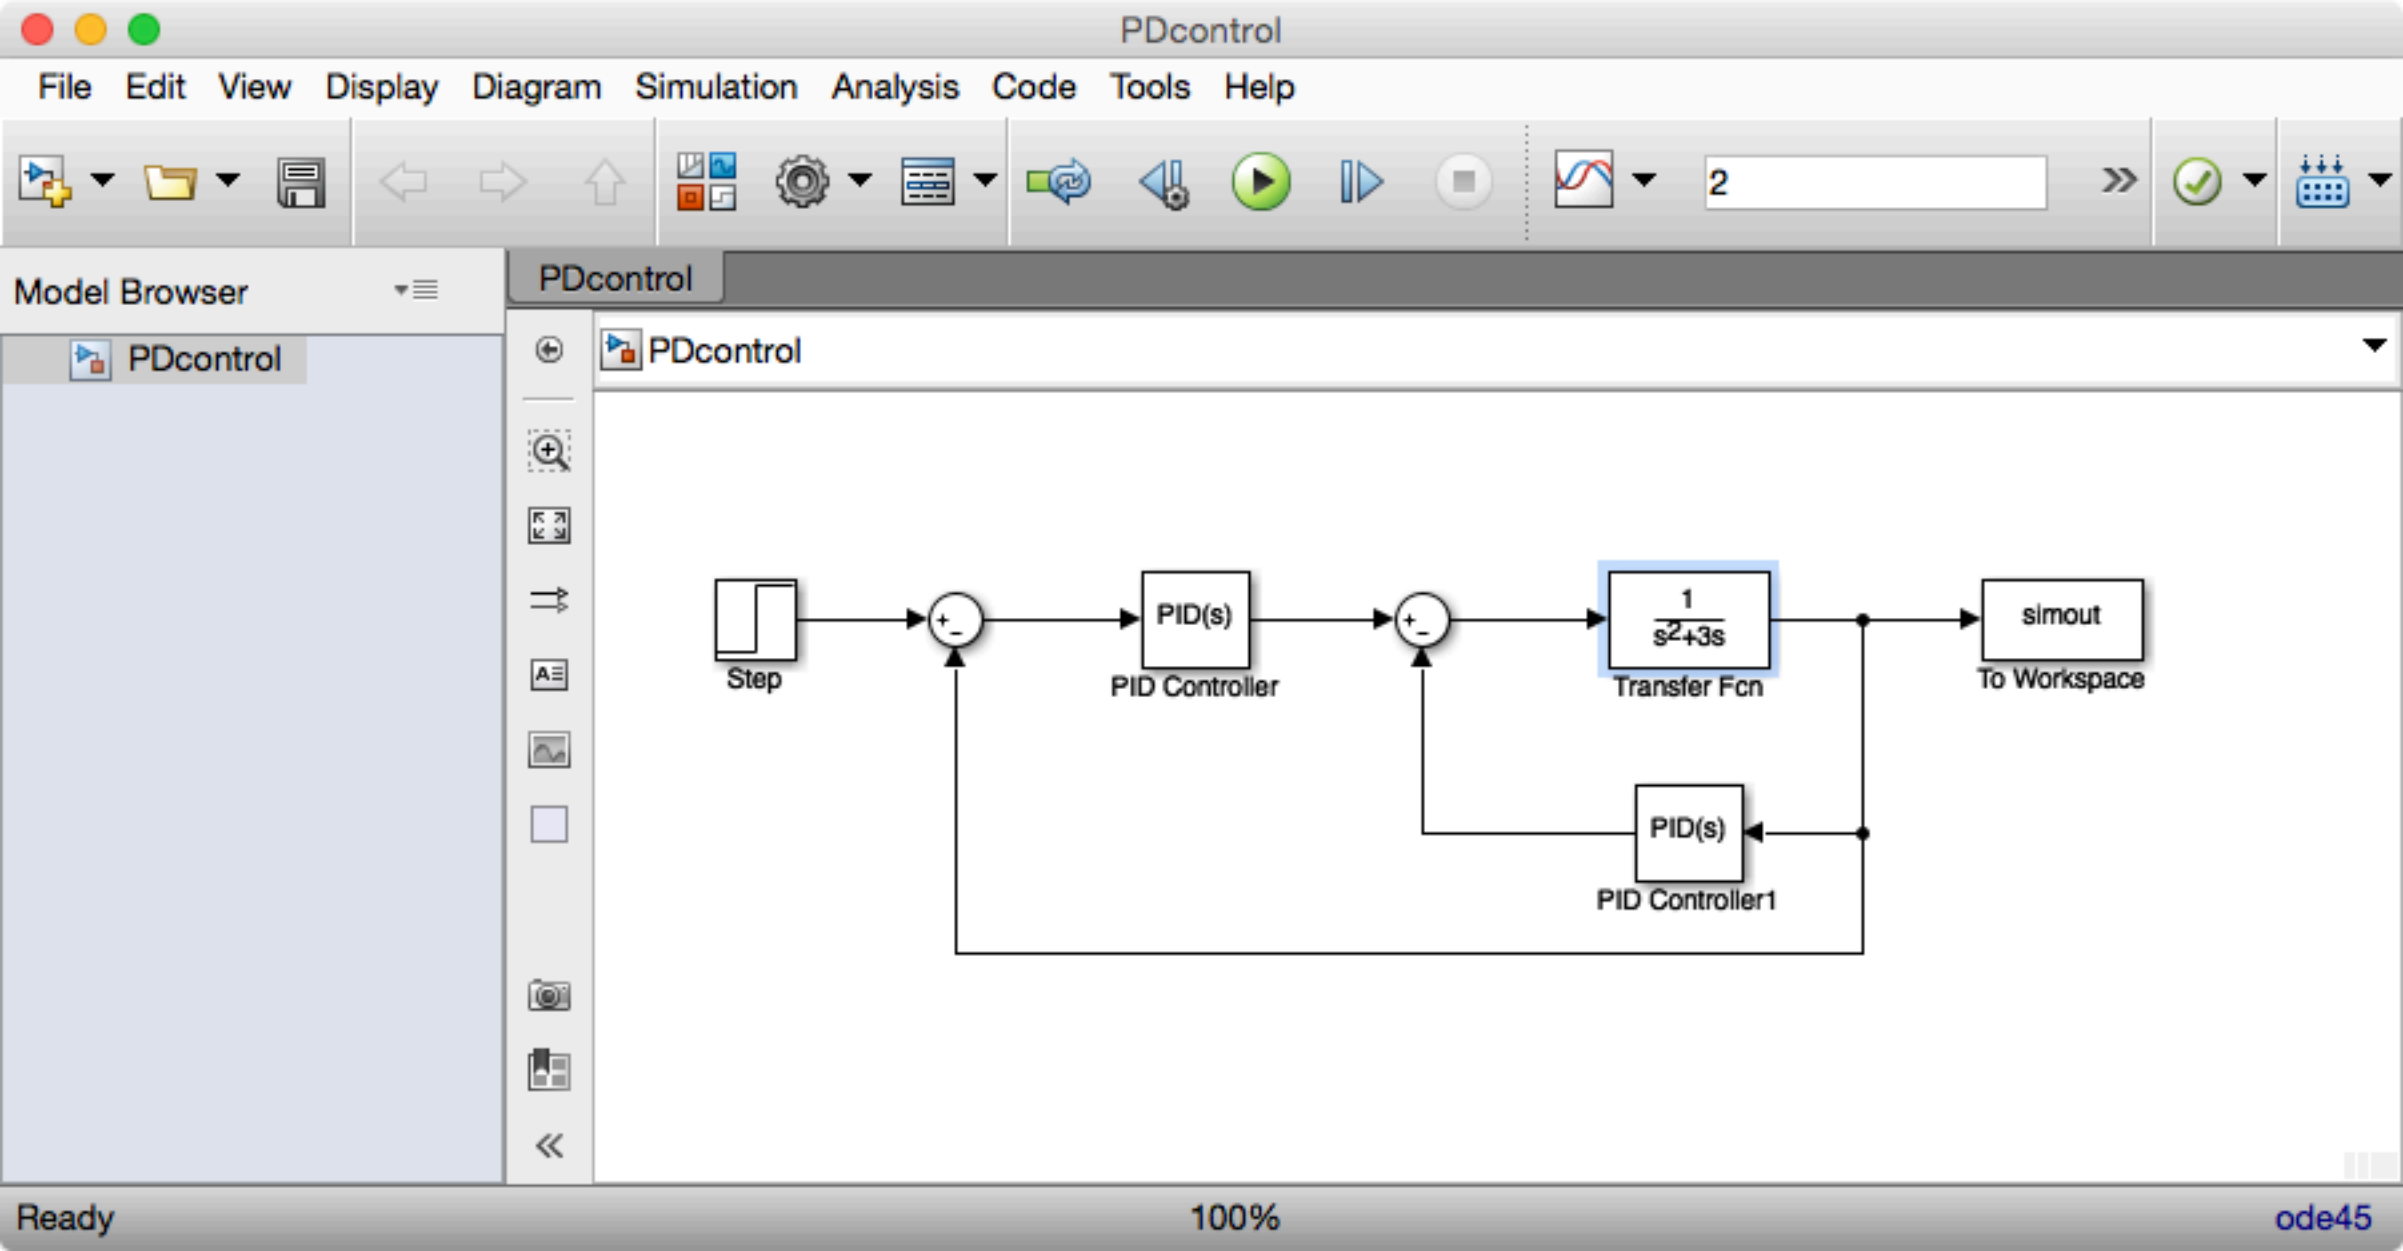 PDcontrol
File Edit View Display Diagram Simulation Analysis Code Tools Help
2
Model Browser
PDcontrol
PDcontrol
PDcontrol
+
−
PID(s)
+
−
1
s²+3s
simout
Step
PID Controller
Transfer Fcn
To Workspace
PID(s)
PID Controller1
Ready
100%
ode45